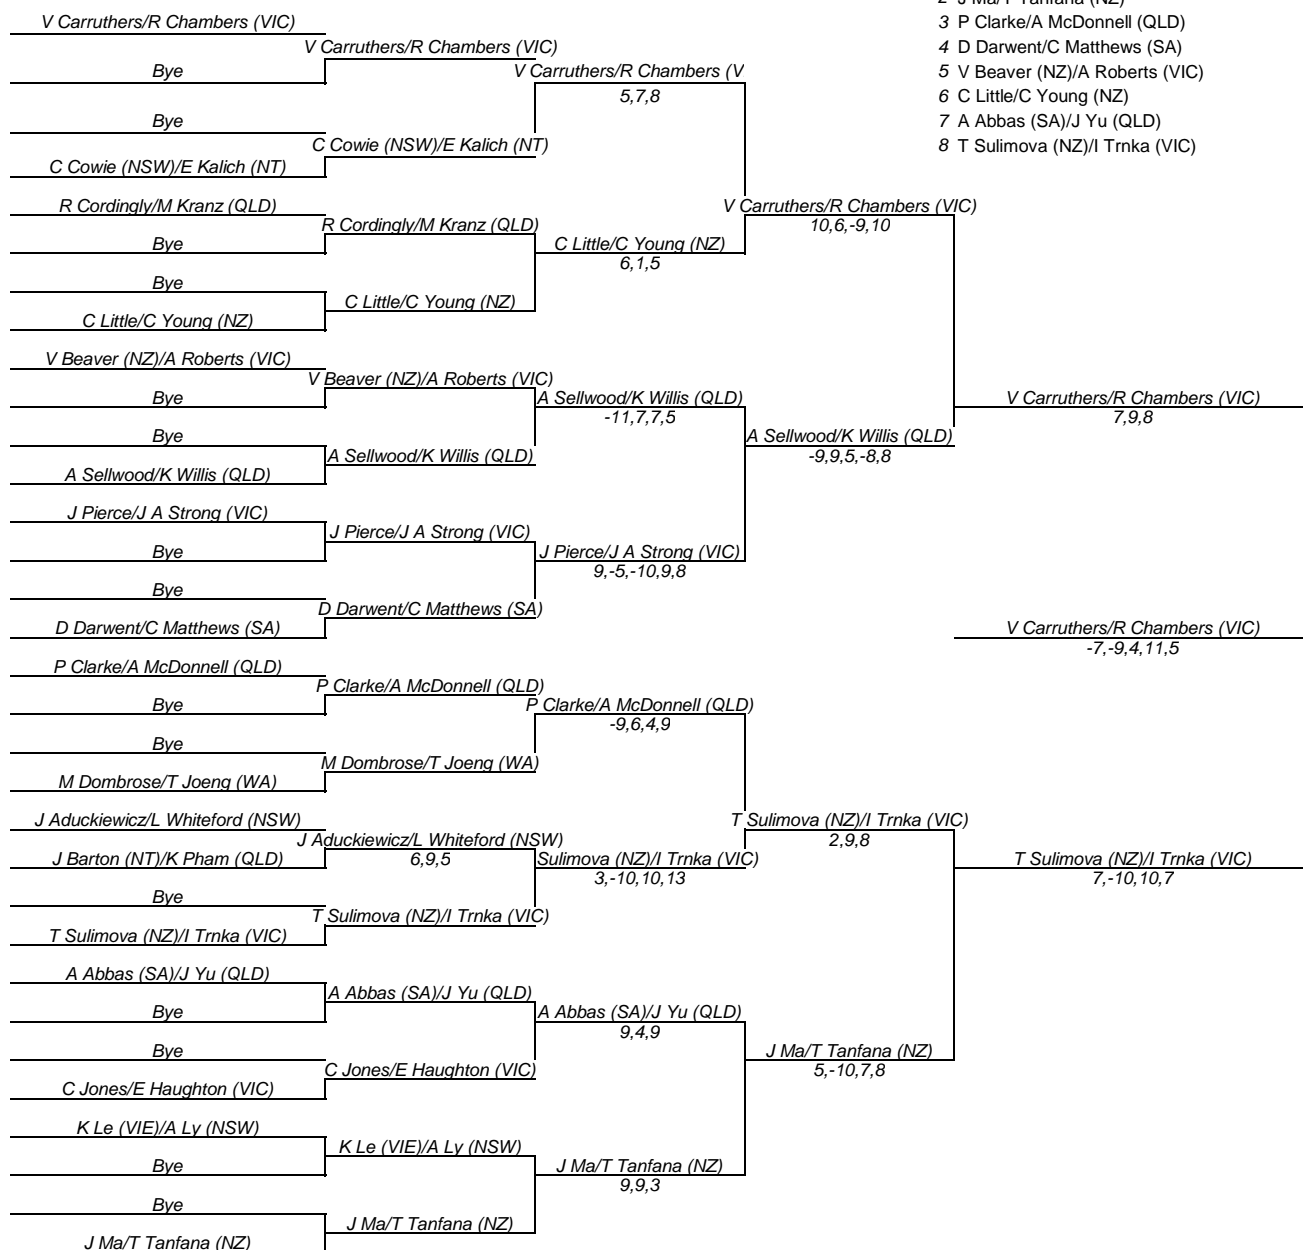 2 J Ma/T Tanfana (NZ)
3 P Clarke/A McDonnell (QLD)
4 D Darwent/C Matthews (SA)
5 V Beaver (NZ)/A Roberts (VIC)
6 C Little/C Young (NZ)
7 A Abbas (SA)/J Yu (QLD)
8 T Sulimova (NZ)/I Trnka (VIC)
V Carruthers/R Chambers (VIC)
Bye
Bye
C Cowie (NSW)/E Kalich (NT)
R Cordingly/M Kranz (QLD)
Bye
Bye
C Little/C Young (NZ)
V Beaver (NZ)/A Roberts (VIC)
Bye
Bye
A Sellwood/K Willis (QLD)
J Pierce/J A Strong (VIC)
Bye
Bye
D Darwent/C Matthews (SA)
P Clarke/A McDonnell (QLD)
Bye
Bye
M Dombrose/T Joeng (WA)
J Aduckiewicz/L Whiteford (NSW)
J Barton (NT)/K Pham (QLD)
Bye
T Sulimova (NZ)/I Trnka (VIC)
A Abbas (SA)/J Yu (QLD)
Bye
Bye
C Jones/E Haughton (VIC)
K Le (VIE)/A Ly (NSW)
Bye
Bye
J Ma/T Tanfana (NZ)
V Carruthers/R Chambers (VIC)
C Cowie (NSW)/E Kalich (NT)
R Cordingly/M Kranz (QLD)
C Little/C Young (NZ)
V Beaver (NZ)/A Roberts (VIC)
A Sellwood/K Willis (QLD)
J Pierce/J A Strong (VIC)
D Darwent/C Matthews (SA)
P Clarke/A McDonnell (QLD)
M Dombrose/T Joeng (WA)
J Aduckiewicz/L Whiteford (NSW)
6,9,5
T Sulimova (NZ)/I Trnka (VIC)
A Abbas (SA)/J Yu (QLD)
C Jones/E Haughton (VIC)
K Le (VIE)/A Ly (NSW)
J Ma/T Tanfana (NZ)
V Carruthers/R Chambers (V
5,7,8
C Little/C Young (NZ)
6,1,5
A Sellwood/K Willis (QLD)
-11,7,7,5
J Pierce/J A Strong (VIC)
9,-5,-10,9,8
P Clarke/A McDonnell (QLD)
-9,6,4,9
Sulimova (NZ)/I Trnka (VIC)
3,-10,10,13
A Abbas (SA)/J Yu (QLD)
9,4,9
J Ma/T Tanfana (NZ)
9,9,3
V Carruthers/R Chambers (VIC)
10,6,-9,10
A Sellwood/K Willis (QLD)
-9,9,5,-8,8
T Sulimova (NZ)/I Trnka (VIC)
2,9,8
J Ma/T Tanfana (NZ)
5,-10,7,8
V Carruthers/R Chambers (VIC)
7,9,8
V Carruthers/R Chambers (VIC)
-7,-9,4,11,5
T Sulimova (NZ)/I Trnka (VIC)
7,-10,10,7